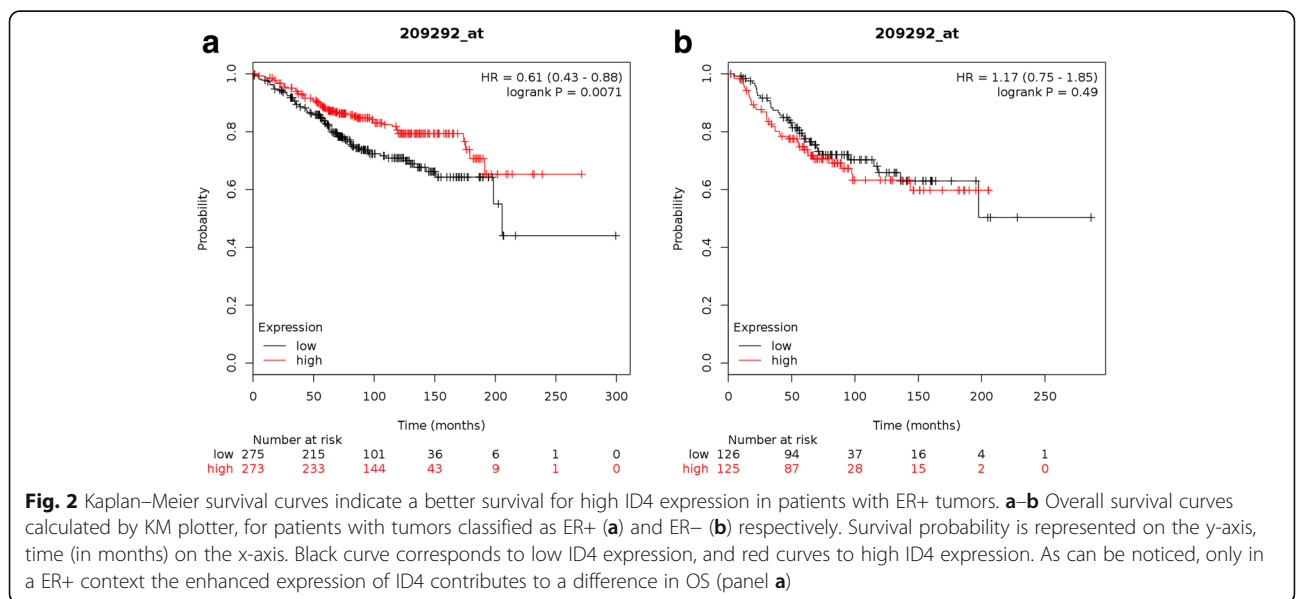 a
209292_at
HR = 0.61 (0.43 - 0.88)
logrank P = 0.0071
Probability
1.0
0.8
0.6
0.4
0.2
0.0
Expression
low
high
0 50 100 150 200 250 300
Time (months)
Number at risk
low 275 215 101 36 6 1 0
high 273 233 144 43 9 1 0
b
209292_at
HR = 1.17 (0.75 - 1.85)
logrank P = 0.49
Probability
1.0
0.8
0.6
0.4
0.2
0.0
Expression
low
high
0 50 100 150 200 250
Time (months)
Number at risk
low 126 94 37 16 4 1
high 125 87 28 15 2 0
Fig. 2 Kaplan–Meier survival curves indicate a better survival for high ID4 expression in patients with ER+ tumors. a–b Overall survival curves
calculated by KM plotter, for patients with tumors classified as ER+ (a) and ER− (b) respectively. Survival probability is represented on the y-axis,
time (in months) on the x-axis. Black curve corresponds to low ID4 expression, and red curves to high ID4 expression. As can be noticed, only in
a ER+ context the enhanced expression of ID4 contributes to a difference in OS (panel a)